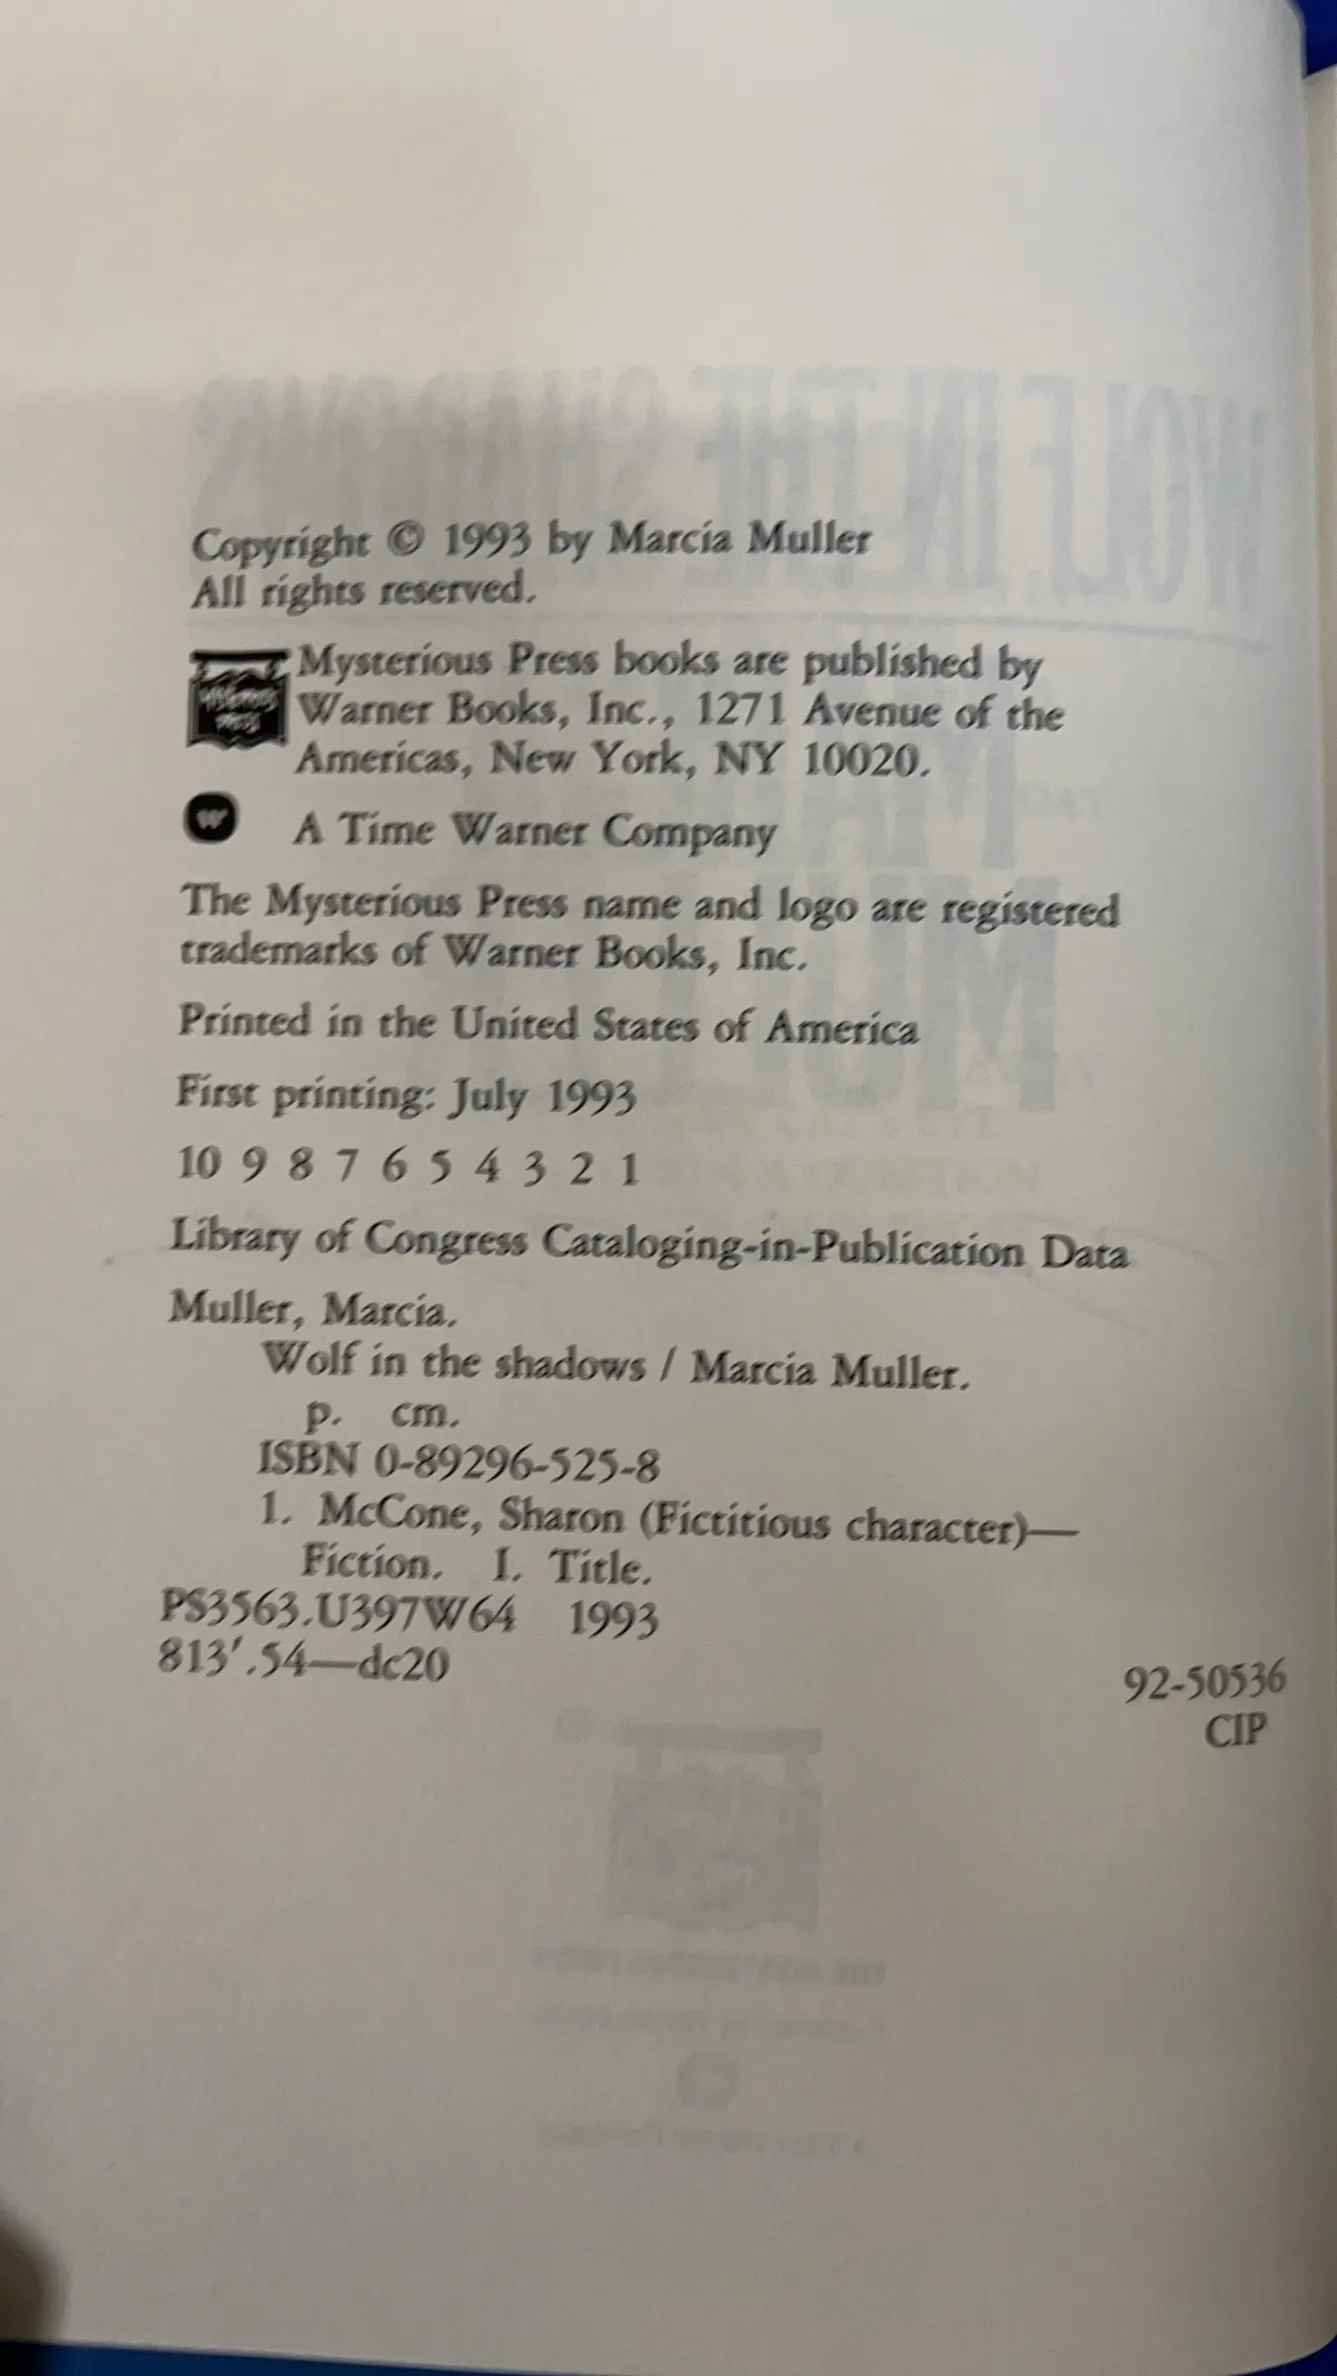 Copyright © 1993 by Marcia Muller
All rights reserved.
Mysterious Press books are published by
Warner Books, Inc., 1271 Avenue of the
Americas, New York, NY 10020.
W A Time Warner Company
The Mysterious Press name and logo are registered
trademarks of Warner Books, Inc.
Printed in the United States of America
First printing: July 1993
10 9 8 7 6 5 4 3 2 1
Library of Congress Cataloging-in-Publication Data
Muller, Marcia.
Wolf in the shadows / Marcia Muller.
p. cm.
ISBN 0-89296-525-8
1. McCone, Sharon (Fictitious character)—
Fiction. I. Title.
PS3563.U397W64 1993
813′.54—dc20
92-50536
CIP